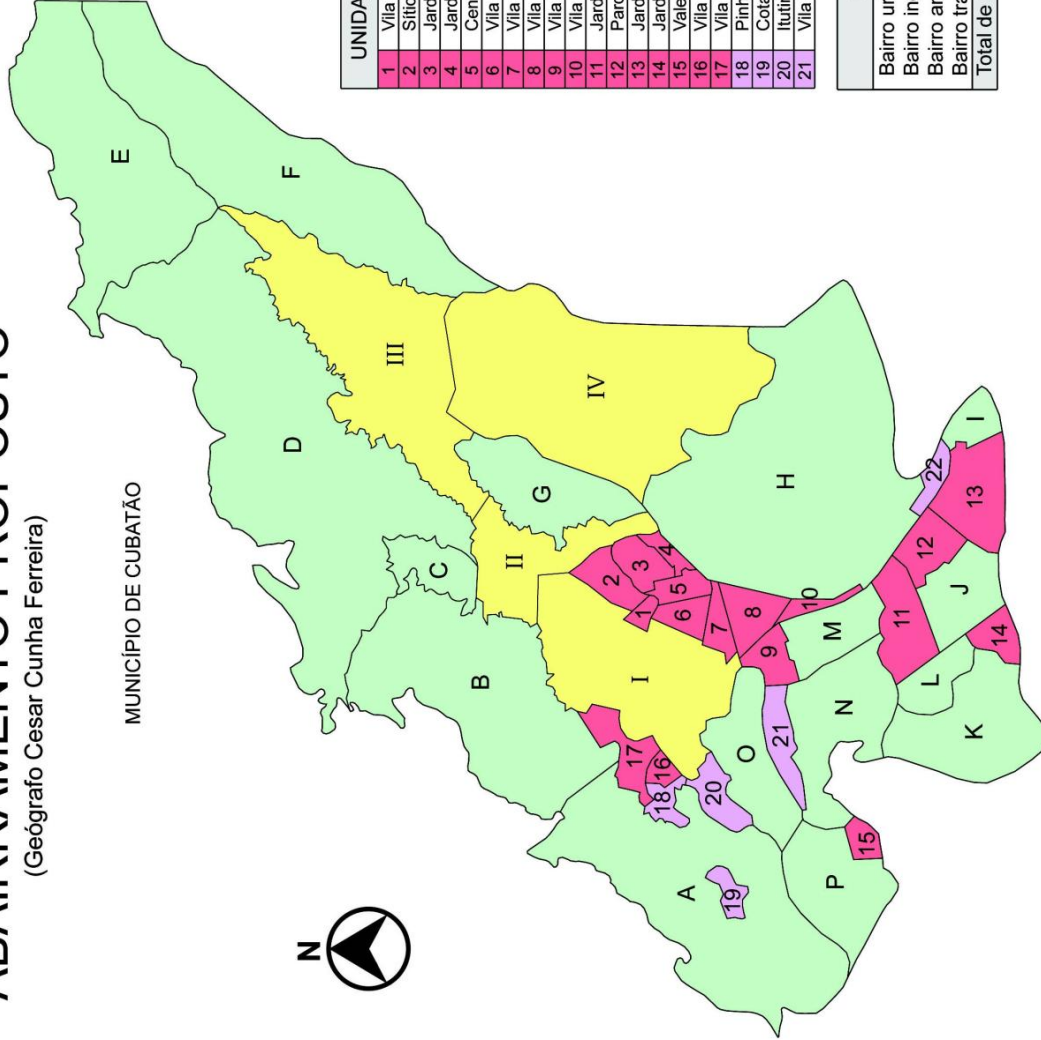 ABAIRRAMENTO PROPOSTO
(Geógrafo Cesar Cunha Ferreira)
MUNICÍPIO DE CUBATÃO
N
E
F
D
III
C
IV
G
II
B
H
I
2
3
4
1
5
6
7
8
10
9
M
17
16
18
20
O
21
N
A
19
P
15
22
I
13
12
11
J
14
L
K
UNIDA
1 Vila
2 Sítio
3 Jard
4 Jard
5 Cen
6 Vila
7 Vila
8 Vila
9 Vila
10 Vila
11 Jard
12 Parq
13 Jard
14 Jard
15 Vale
16 Vila
17 Vila
18 Pinh
19 Cota
20 Itutin
21 Vila
Bairro ur
Bairro in
Bairro an
Bairro tra
Total de